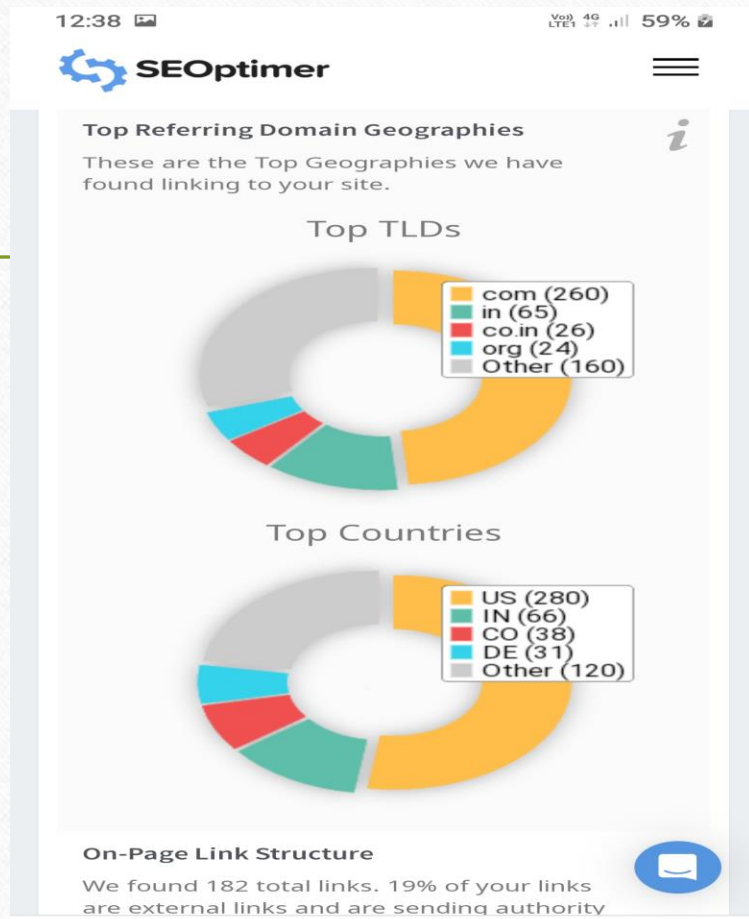 12:38
Vo)) LTE1 4G 59%
SEOptimer
Top Referring Domain Geographies
i
These are the Top Geographies we have
found linking to your site.
Top TLDs
com (260)
in (65)
co.in (26)
org (24)
Other (160)
Top Countries
US (280)
IN (66)
CO (38)
DE (31)
Other (120)
On-Page Link Structure
We found 182 total links. 19% of your links
are external links and are sending authority